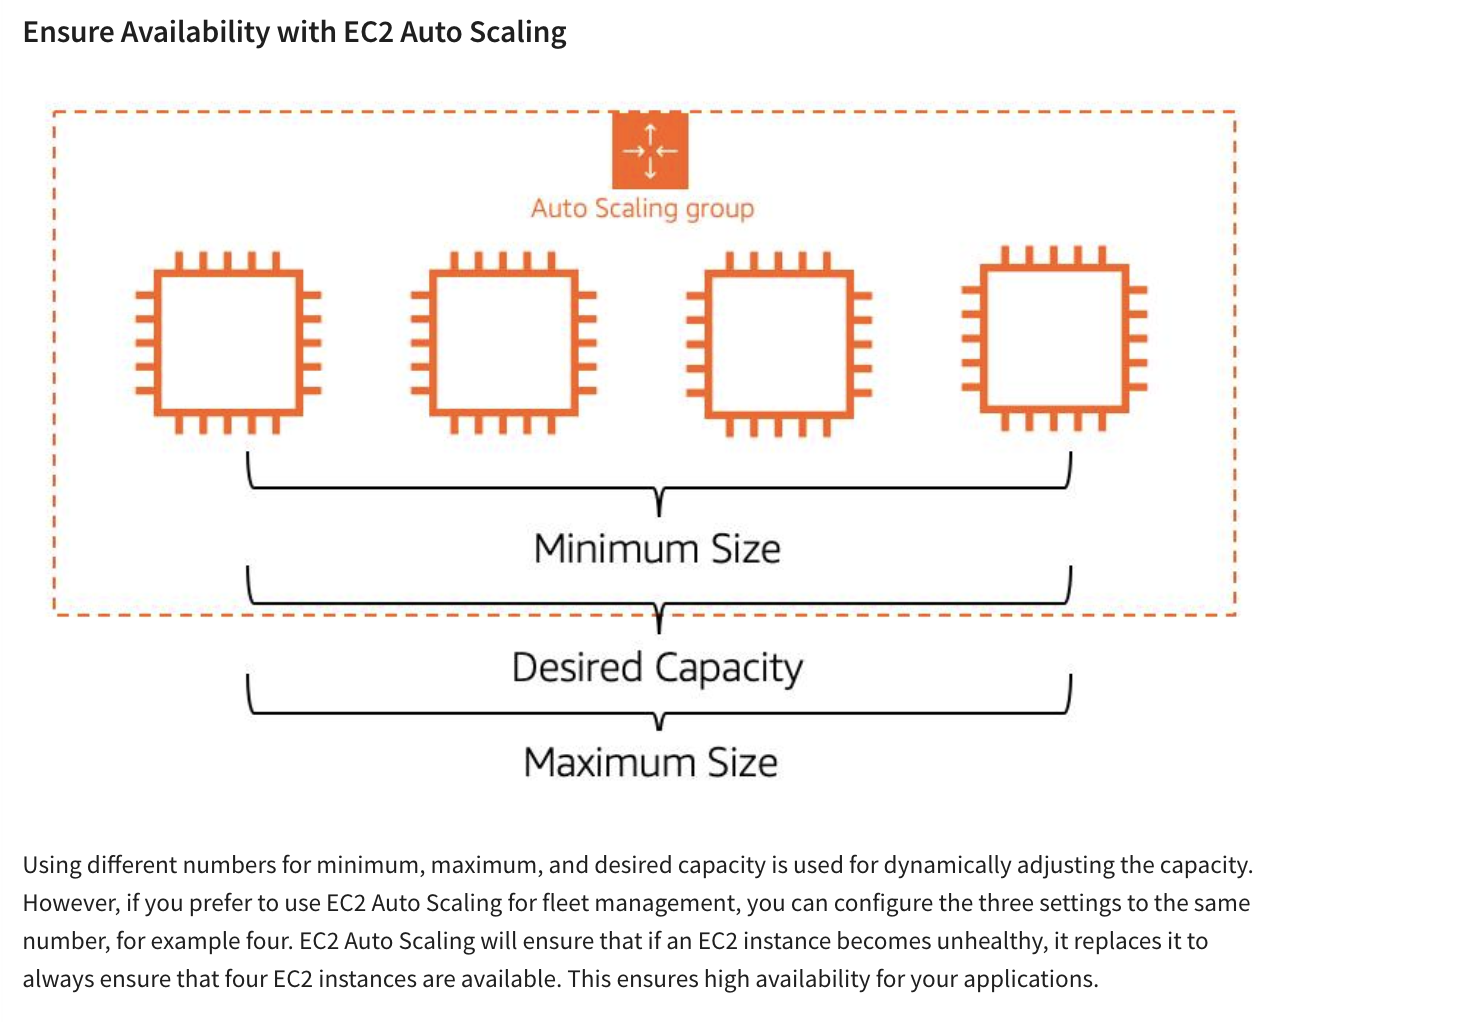 Ensure Availability with EC2 Auto Scaling
Auto Scaling group
Minimum Size
Desired Capacity
Maximum Size
Using different numbers for minimum, maximum, and desired capacity is used for dynamically adjusting the capacity.
However, if you prefer to use EC2 Auto Scaling for fleet management, you can configure the three settings to the same
number, for example four. EC2 Auto Scaling will ensure that if an EC2 instance becomes unhealthy, it replaces it to
always ensure that four EC2 instances are available. This ensures high availability for your applications.